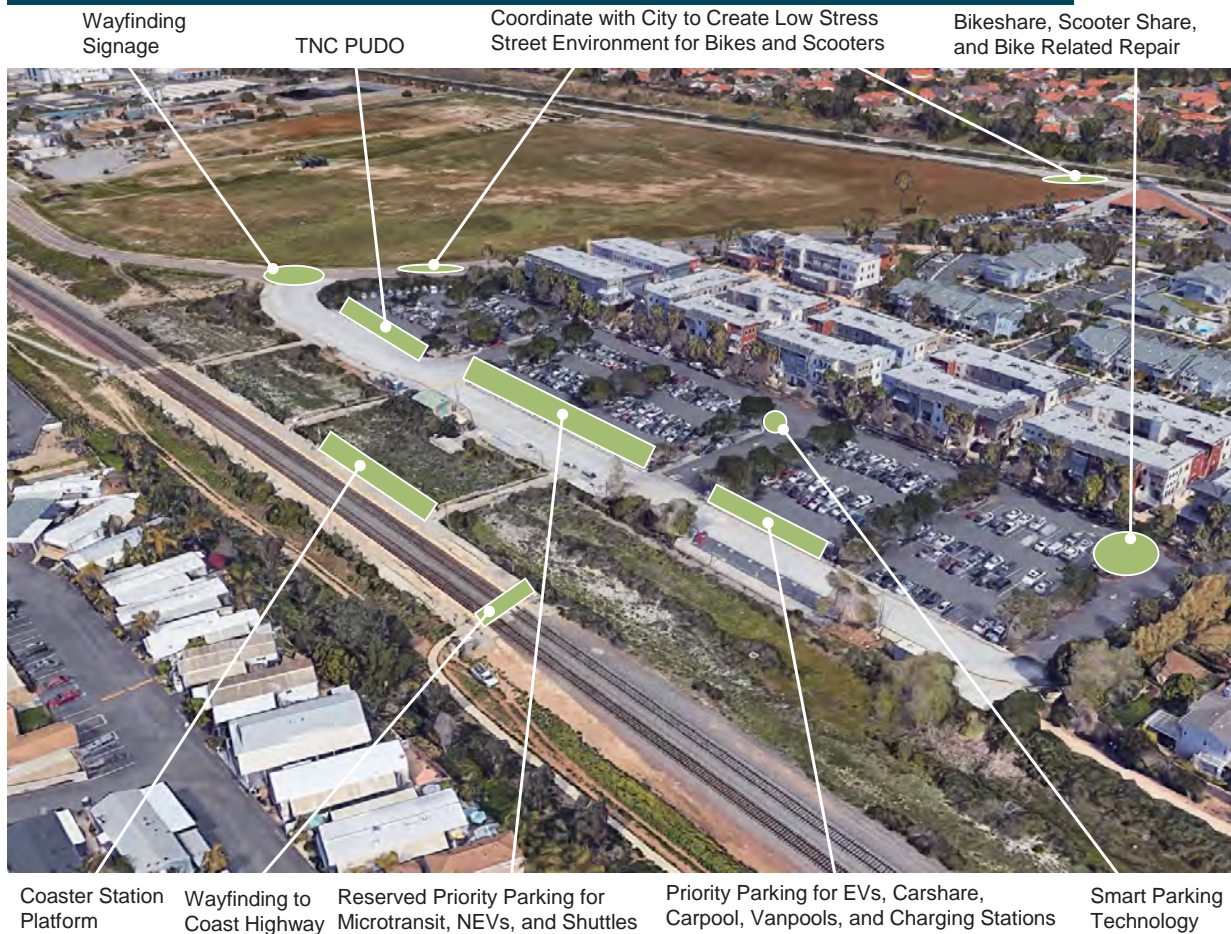 Wayfinding
Signage
TNC PUDO
Coordinate with City to Create Low Stress
Street Environment for Bikes and Scooters
Bikeshare, Scooter Share,
and Bike Related Repair
Coaster Station
Platform
Wayfinding to
Coast Highway
Reserved Priority Parking for
Microtransit, NEVs, and Shuttles
Priority Parking for EVs, Carshare,
Carpool, Vanpools, and Charging Stations
Smart Parking
Technology